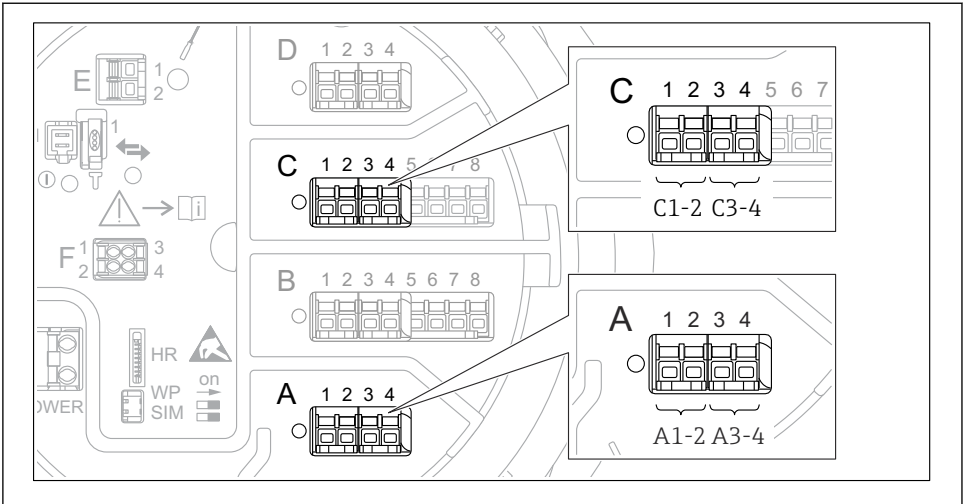 D 1 2 3 4
E 1
2
C 1 2 3 4 5 6 7
C1-2 C3-4
1
C 1 2 3 4 5 6 7 8
i
F 1 3
2 4
B 1 2 3 4 5 6 7 8
A 1 2 3 4
A1-2 A3-4
HR
WP on
SIM
OWER
A 1 2 3 4